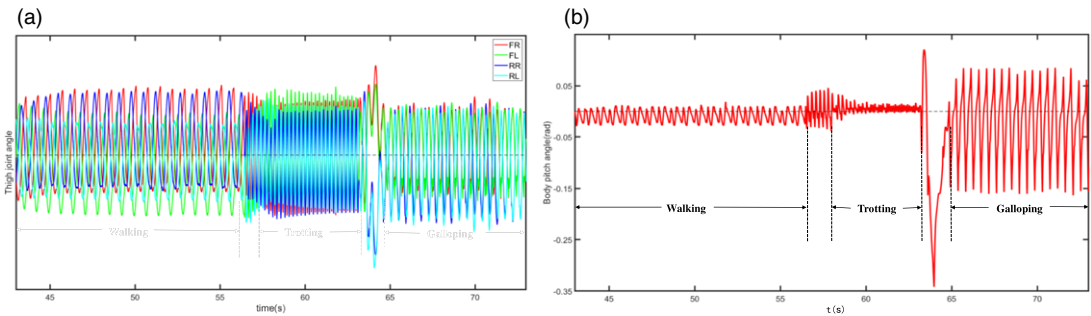 (a)
FR
FL
RR
RL
Thigh joint angle
Walking
Trotting
Galloping
45
50
55
60
65
70
time(s)
(b)
0.05
-0.05
-0.15
-0.25
-0.35
Body pitch angle(rad)
Walking
Trotting
Galloping
45
50
55
60
65
70
t(s)